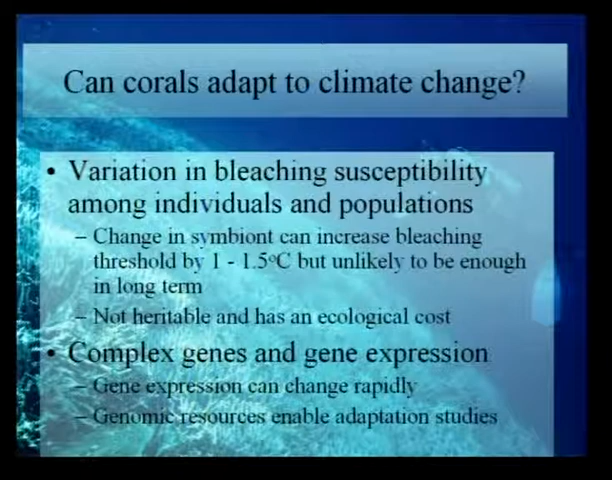 Can corals adapt to climate change?
• Variation in bleaching susceptibility
among individuals and populations
– Change in symbiont can increase bleaching
threshold by 1 - 1.5°C but unlikely to be enough
in long term
– Not heritable and has an ecological cost
• Complex genes and gene expression
– Gene expression can change rapidly
– Genomic resources enable adaptation studies